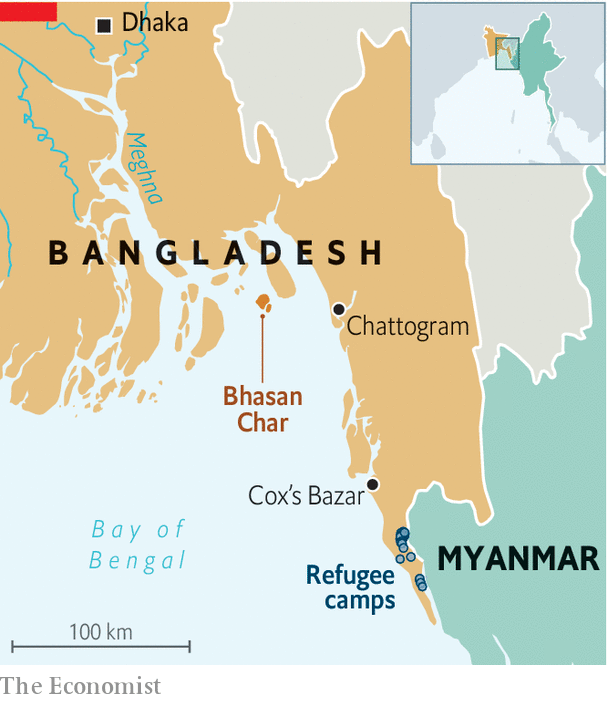 Dhaka
Meghna
BANGLADESH
Chattogram
Bhasan
Char
Cox's Bazar
Bay of
Bengal
MYANMAR
Refugee
camps
100 km
The Economist